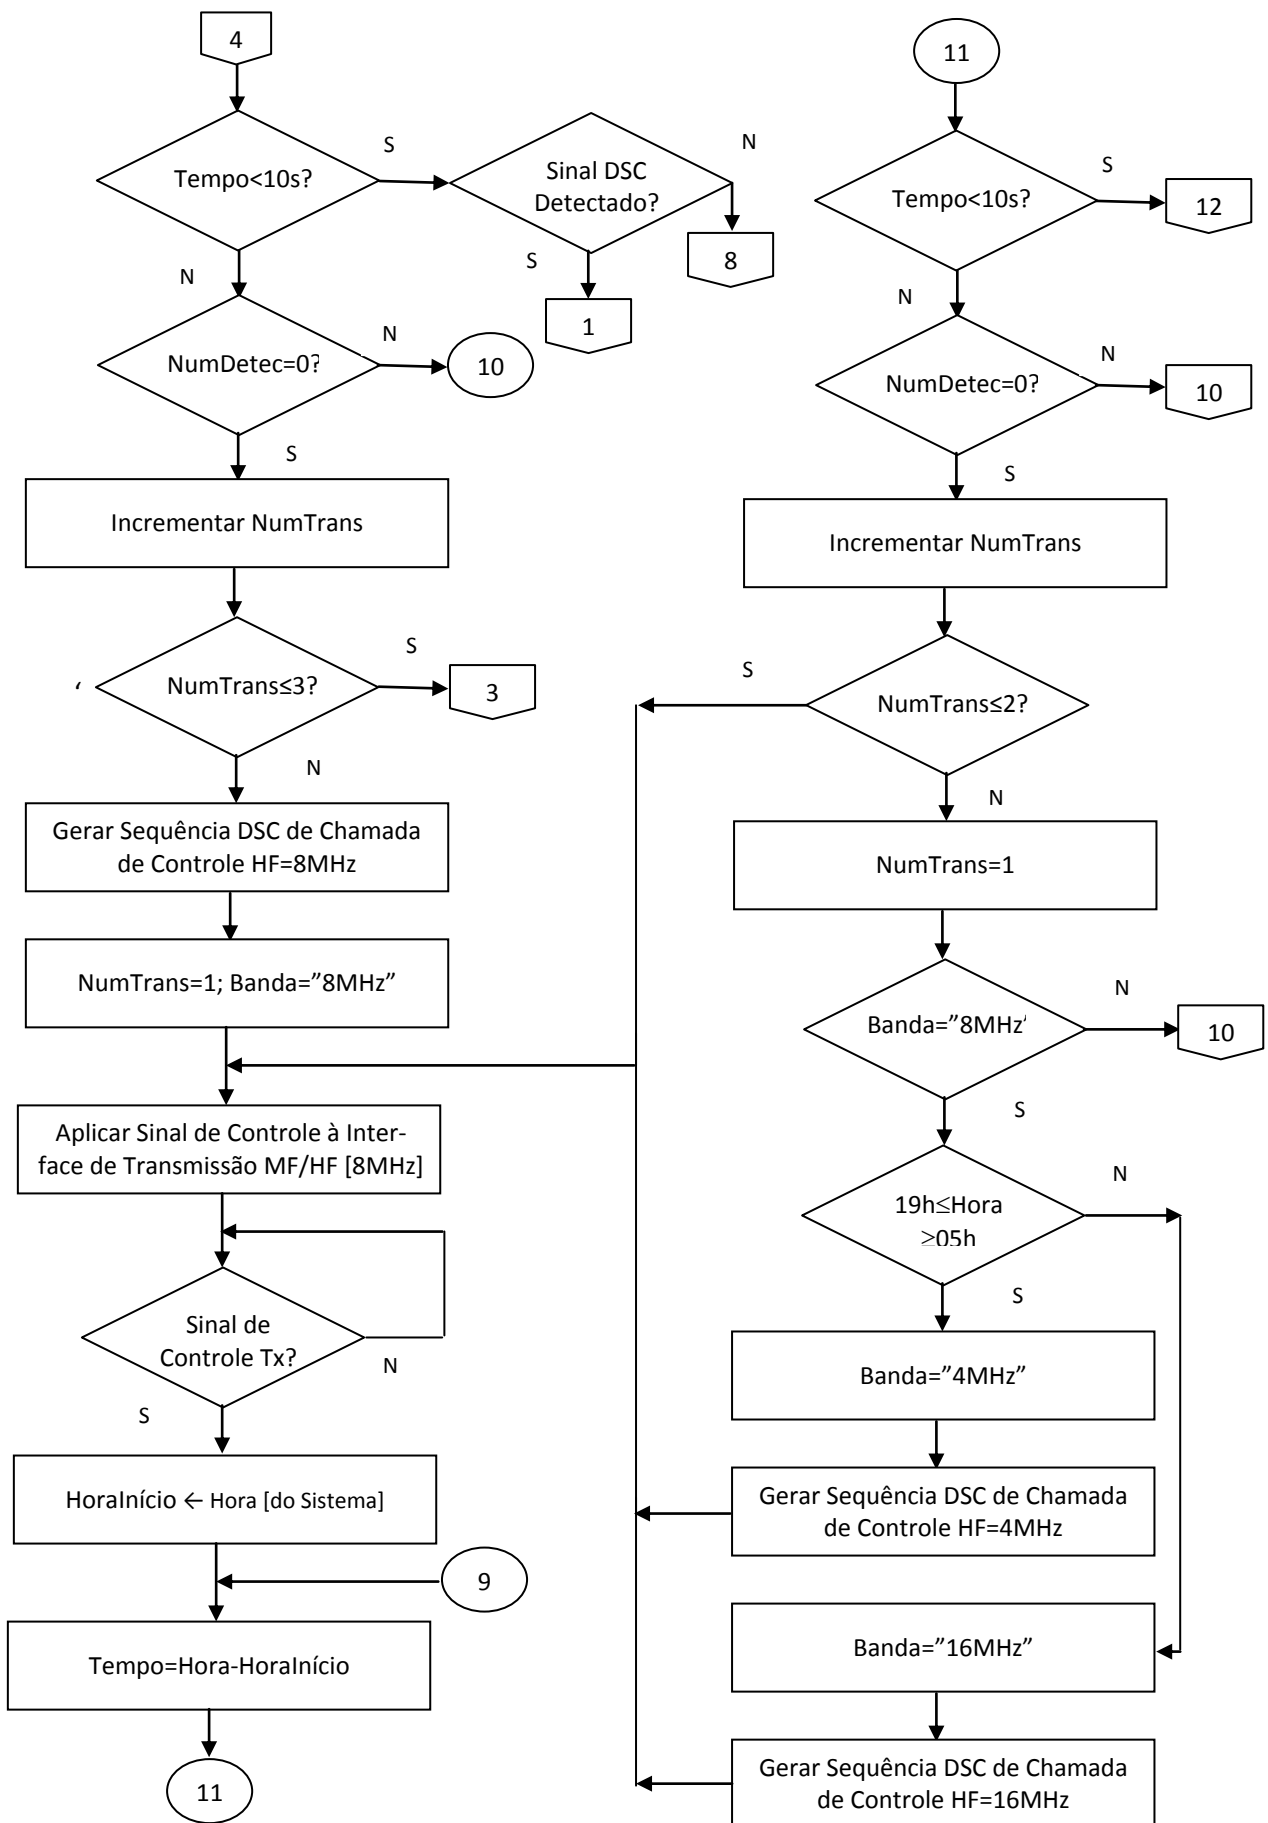 4
Tempo<10s?
S
Sinal DSC
Detectado?
N
8
S
1
N
NumDetec=0?
N
10
S
Incrementar NumTrans
‘
NumTrans≤3?
S
3
N
Gerar Sequência DSC de Chamada
de Controle HF=8MHz
NumTrans=1; Banda=”8MHz”
Aplicar Sinal de Controle à Inter-
face de Transmissão MF/HF [8MHz]
Sinal de
Controle Tx?
N
S
HoraInício ← Hora [do Sistema]
9
Tempo=Hora-HoraInício
11
11
Tempo<10s?
S
12
N
NumDetec=0?
N
10
S
Incrementar NumTrans
S
NumTrans≤2?
N
NumTrans=1
Banda=”8MHz’
N
10
S
19h≤Hora
≥05h
N
S
Banda=”4MHz”
Gerar Sequência DSC de Chamada
de Controle HF=4MHz
Banda=”16MHz”
Gerar Sequência DSC de Chamada
de Controle HF=16MHz